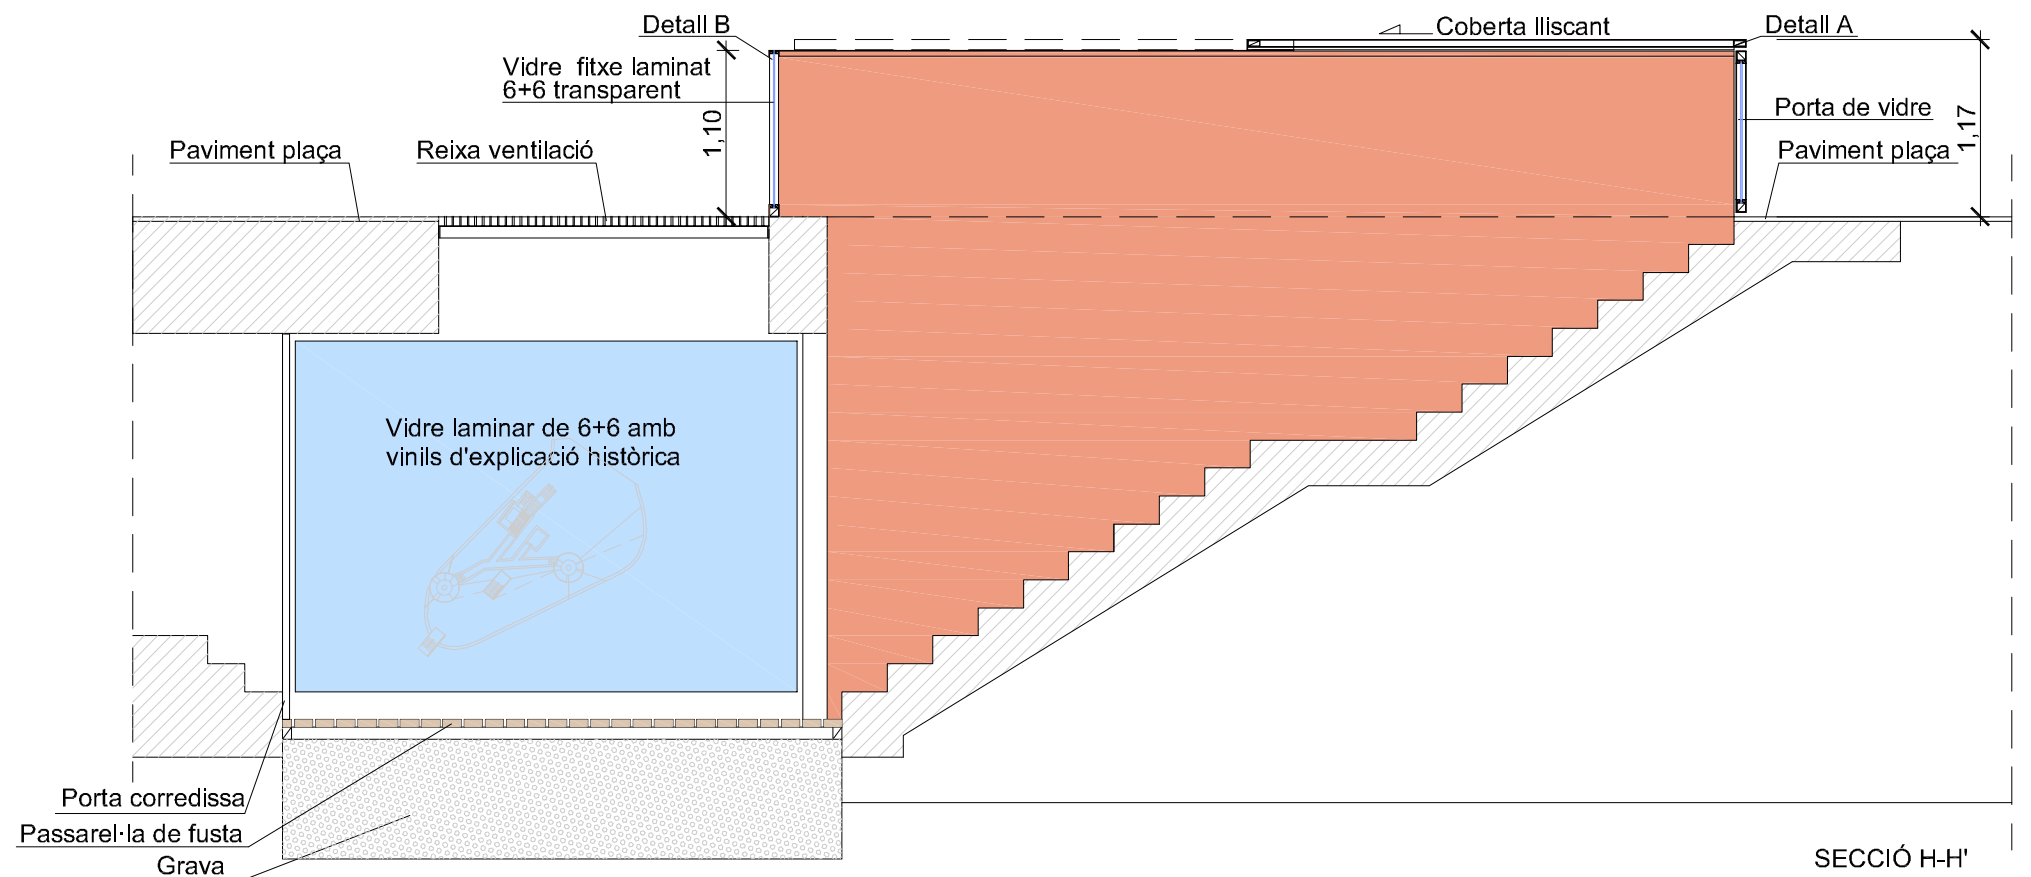 Detall B
Coberta lliscant
Detall A
Vidre fitxe laminat
6+6 transparent
1,10
Porta de vidre
1,17
Paviment plaça
Reixa ventilació
Paviment plaça
Vidre laminar de 6+6 amb
vinils d'explicació històrica
Porta corredissa
Passarel·la de fusta
Grava
SECCIÓ H-H'